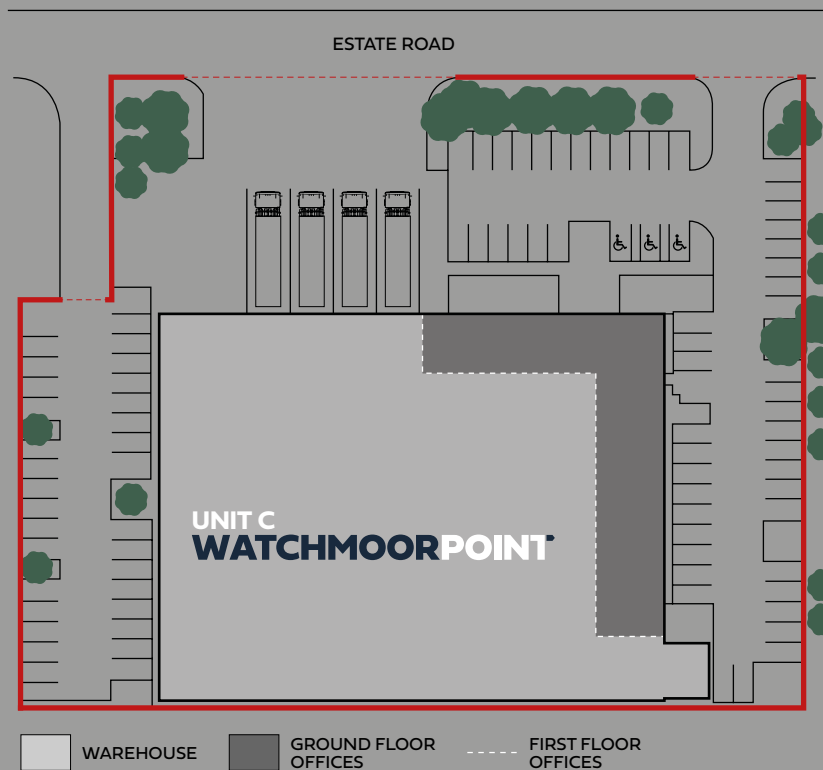 ESTATE ROAD
UNIT C
WATCHMOORPOINT
WAREHOUSE
GROUND FLOOR
OFFICES
FIRST FLOOR
OFFICES